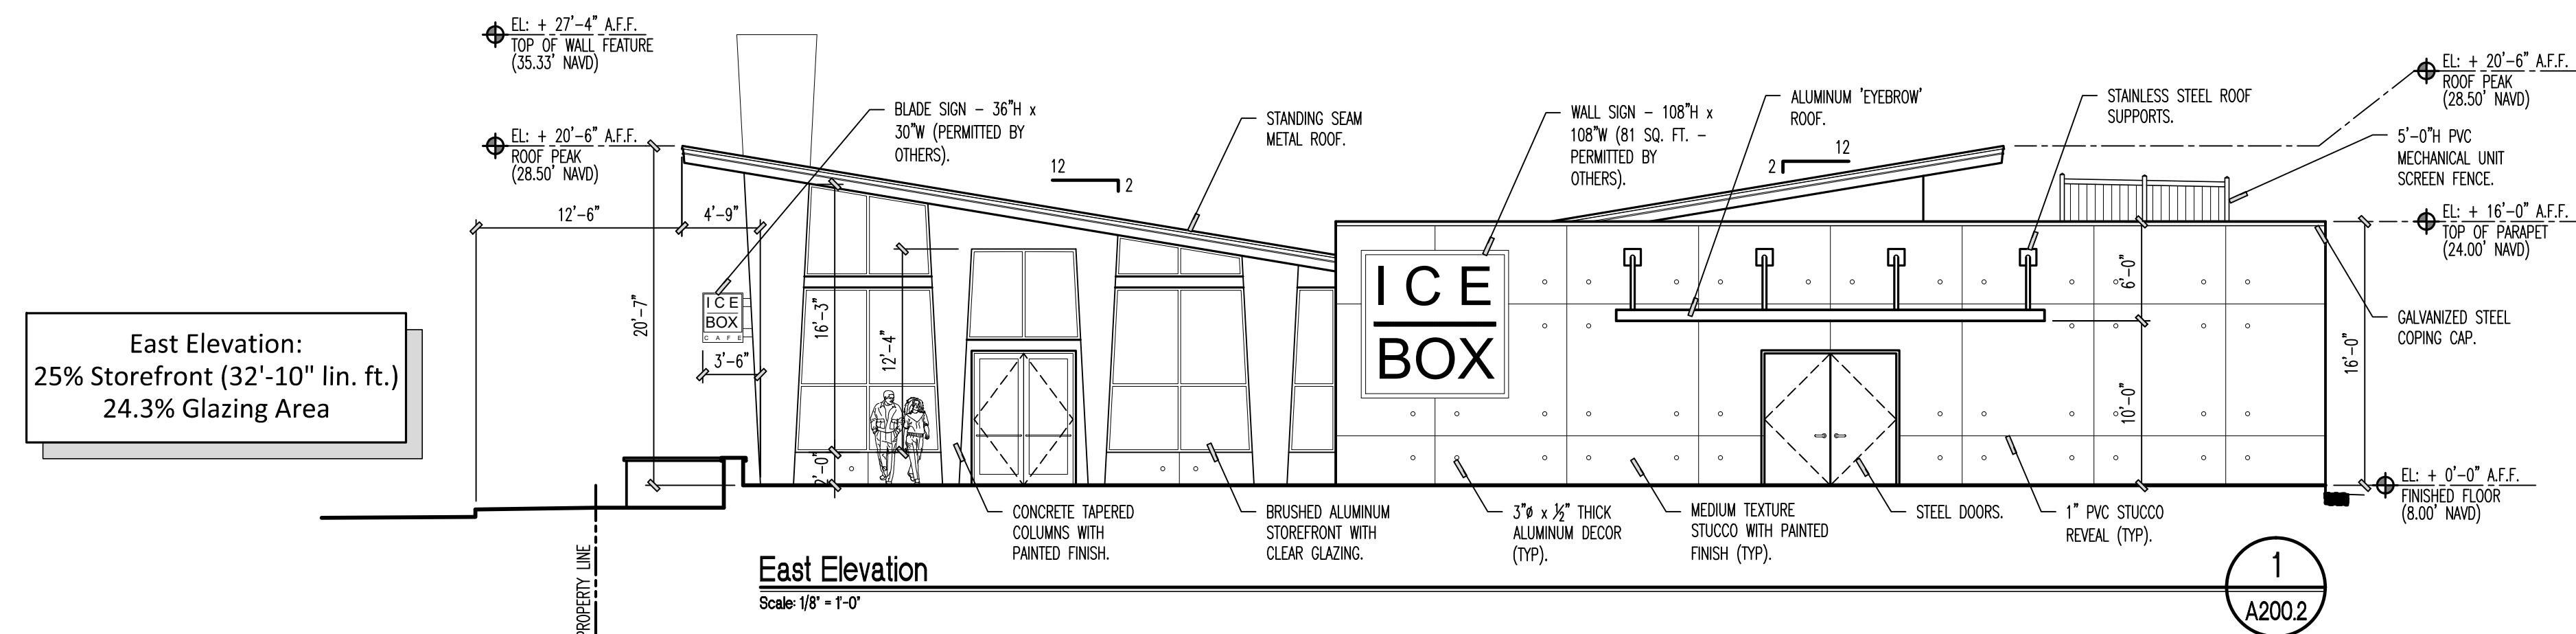 EL: + 27'-4" A.F.F.
TOP OF WALL FEATURE
(35.33' NAVD)
EL: + 20'-6" A.F.F.
ROOF PEAK
(28.50' NAVD)
BLADE SIGN - 36"H x
30"W (PERMITTED BY
OTHERS).
STANDING SEAM
METAL ROOF.
12
2
WALL SIGN - 108"H x
108"W (81 SQ. FT. -
PERMITTED BY
OTHERS).
ALUMINUM 'EYEBROW'
ROOF.
2
12
STAINLESS STEEL ROOF
SUPPORTS.
EL: + 20'-6" A.F.F.
ROOF PEAK
(28.50' NAVD)
5'-0"H PVC
MECHANICAL UNIT
SCREEN FENCE.
EL: + 16'-0" A.F.F.
TOP OF PARAPET
(24.00' NAVD)
GALVANIZED STEEL
COPING CAP.
EL: + 0'-0" A.F.F.
FINISHED FLOOR
(8.00' NAVD)
12'-6"
4'-9"
20'-7"
ICE
BOX
CAFE
3'-6"
16'-3"
2'-0"
12'-4"
ICE
BOX
6'-0"
10'-0"
16'-0"
East Elevation:
25% Storefront (32'-10" lin. ft.)
24.3% Glazing Area
PROPERTY LINE
CONCRETE TAPERED
COLUMNS WITH
PAINTED FINISH.
BRUSHED ALUMINUM
STOREFRONT WITH
CLEAR GLAZING.
3"ø x ½" THICK
ALUMINUM DECOR
(TYP).
MEDIUM TEXTURE
STUCCO WITH PAINTED
FINISH (TYP).
STEEL DOORS.
1" PVC STUCCO
REVEAL (TYP).
East Elevation
Scale: 1/8" = 1'-0"
1
A200.2